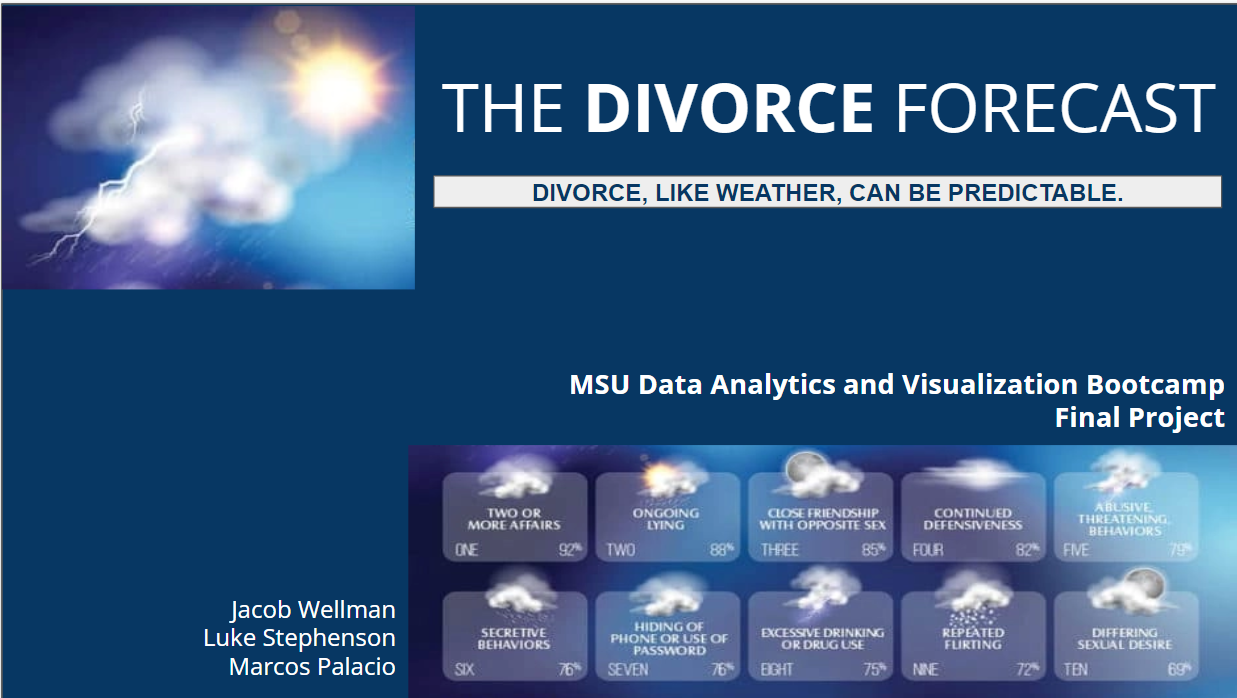 THE DIVORCE FORECAST
DIVORCE, LIKE WEATHER, CAN BE PREDICTABLE.
MSU Data Analytics and Visualization Bootcamp
Final Project
TWO OR
MORE AFFAIRS
ONE 92%
ONGOING
LYING
TWO 88%
CLOSE FRIENDSHIP
WITH OPPOSITE SEX
THREE 85%
CONTINUED
DEFENSIVENESS
FOUR 82%
ABUSIVE,
THREATENING,
BEHAVIORS
FIVE 79%
SECRETIVE
BEHAVIORS
SIX 76%
HIDING OF
PHONE OR USE OF
PASSWORD
SEVEN 76%
EXCESSIVE DRINKING
OR DRUG USE
EIGHT 75%
REPEATED
FLIRTING
NINE 72%
DIFFERING
SEXUAL DESIRE
TEN 69%
Jacob Wellman
Luke Stephenson
Marcos Palacio